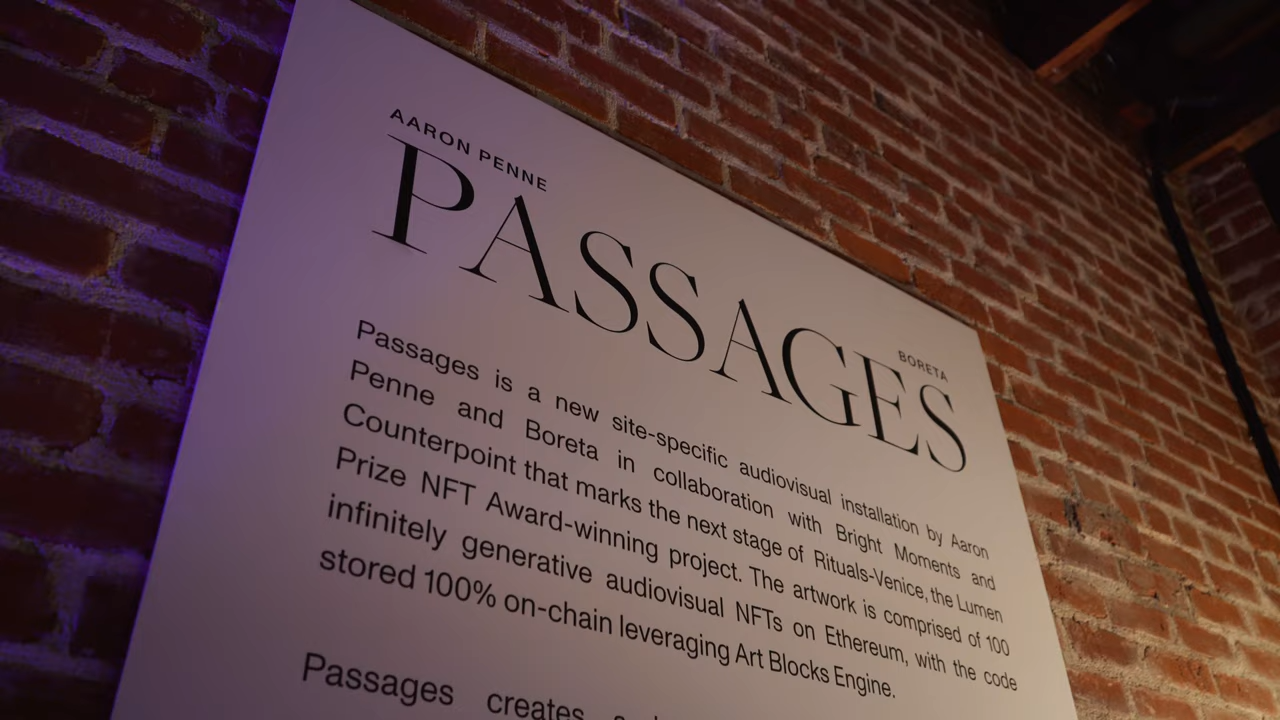 AARON PENNE
PASSAGES
BORETA
Passages is a new site-specific audiovisual installation by Aaron
Penne and Boreta in collaboration with Bright Moments and
Counterpoint that marks the next stage of Rituals-Venice, the Lumen
Prize NFT Award-winning project. The artwork is comprised of 100
infinitely generative audiovisual NFTs on Ethereum, with the code
stored 100% on-chain leveraging Art Blocks Engine.
Passages creates